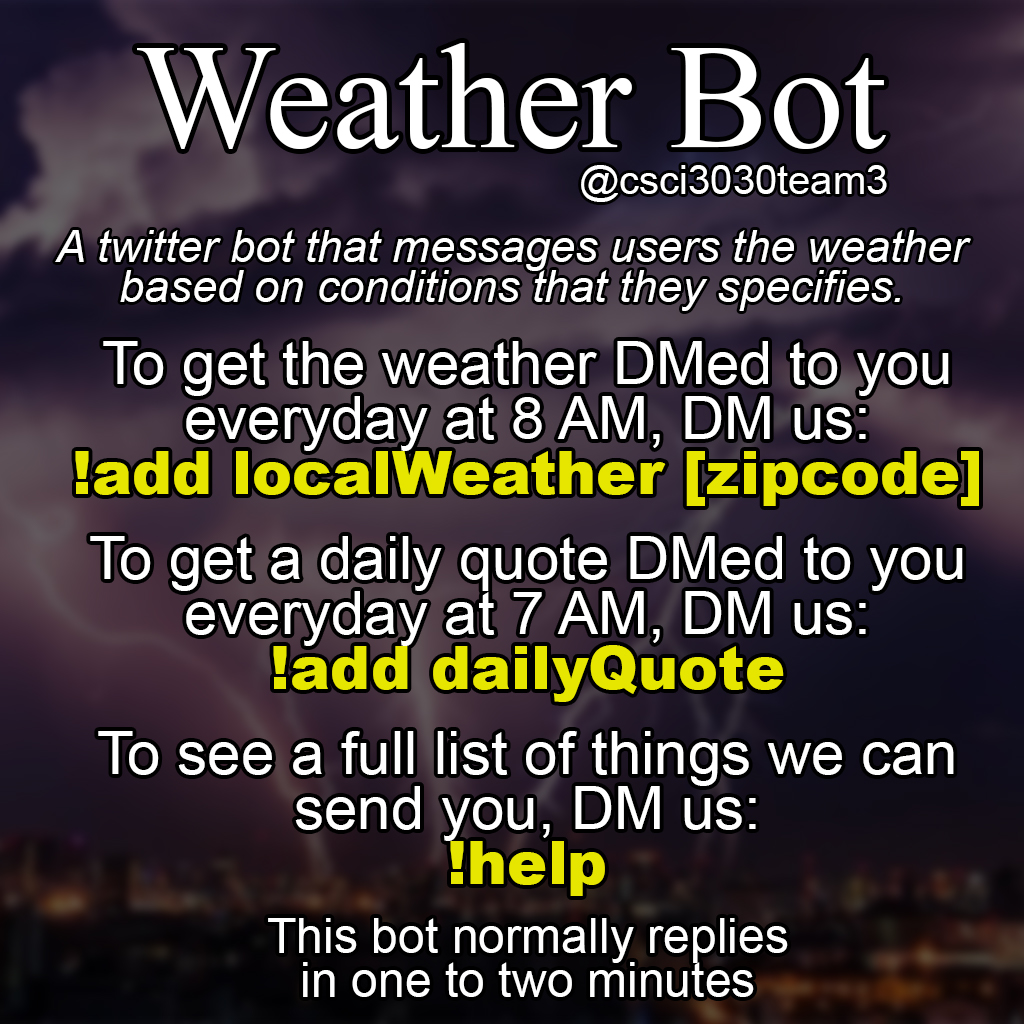 Weather Bot
@csci3030team3
A twitter bot that messages users the weather
based on conditions that they specifies.
To get the weather DMed to you
everyday at 8 AM, DM us:
!add localWeather [zipcode]
To get a daily quote DMed to you
everyday at 7 AM, DM us:
!add dailyQuote
To see a full list of things we can
send you, DM us:
!help
This bot normally replies
in one to two minutes